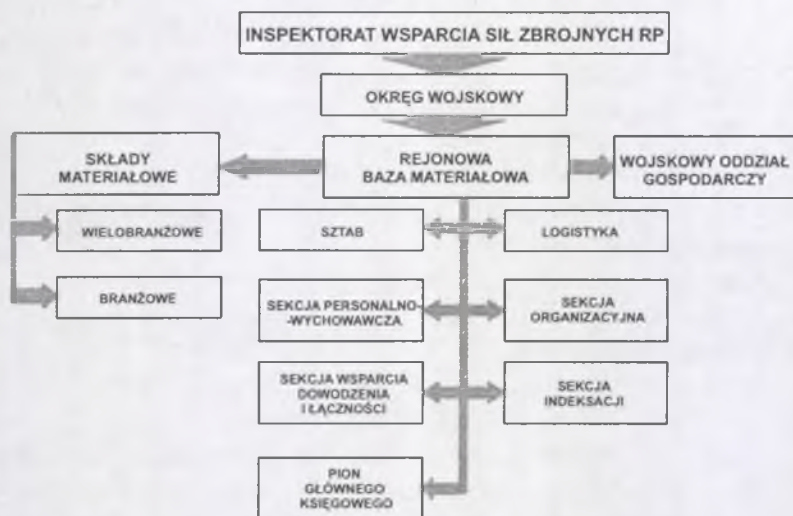 INSPEKTORAT WSPARCIA SIŁ ZBROJNYCH RP
OKRĘG WOJSKOWY
SKŁADY
MATERIAŁOWE
REJONOWA
BAZA MATERIAŁOWA
WOJSKOWY ODDZIAŁ
GOSPODARCZY
WIELOBRANŻOWE
SZTAB
LOGISTYKA
BRANŻOWE
SEKCJA PERSONALNO-
-WYCHOWAWCZA
SEKCJA
ORGANIZACYJNA
SEKCJA WSPARCIA
DOWODZENIA
I ŁĄCZNOŚCI
SEKCJA
INDEKSACJI
PION
GŁÓWNEGO
KSIĘGOWEGO